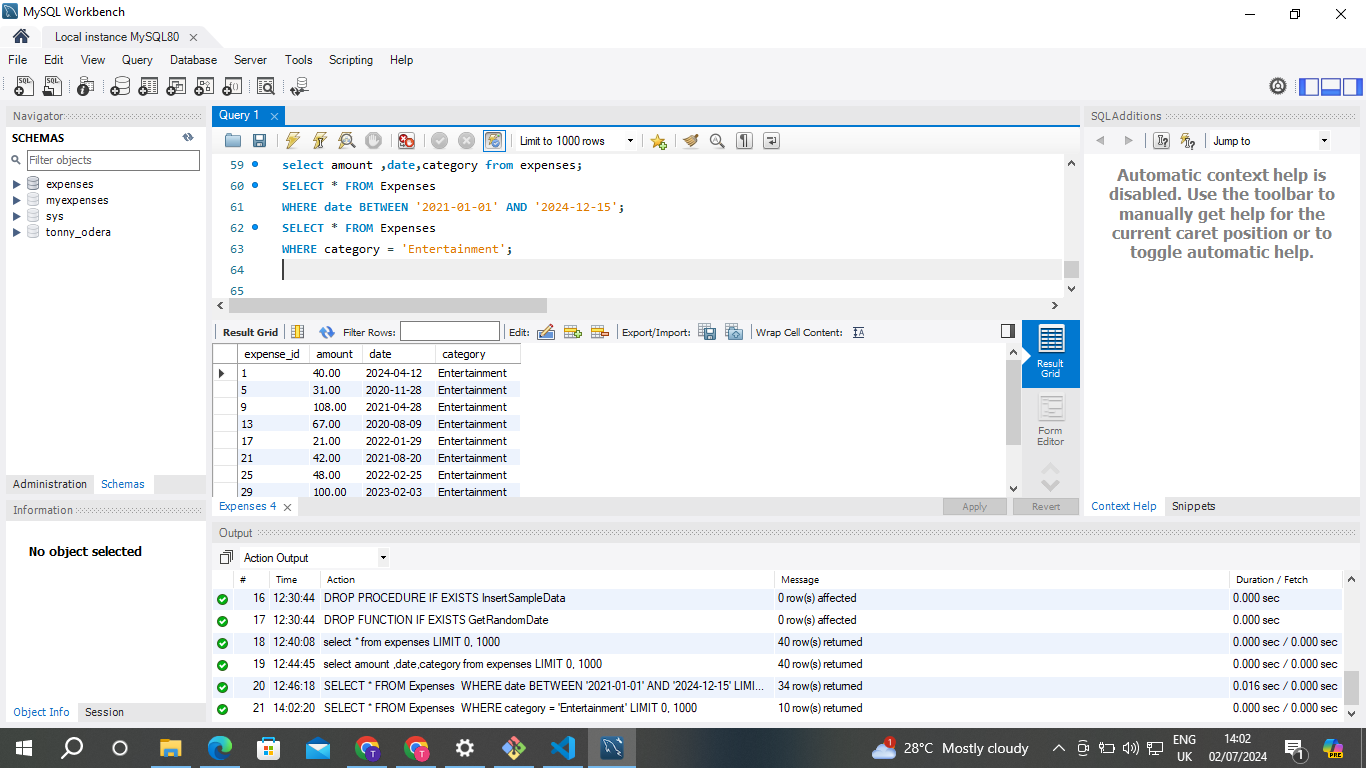 MySQL Workbench
Local instance MySQL80
File Edit View Query Database Server Tools Scripting Help
Navigator
SCHEMAS
Filter objects
expenses
myexpenses
sys
tonny_odera
Administration Schemas
Information
No object selected
Object Info Session
Query 1
Limit to 1000 rows
59 select amount ,date,category from expenses;
60 SELECT * FROM Expenses
61 WHERE date BETWEEN '2021-01-01' AND '2024-12-15';
62 SELECT * FROM Expenses
63 WHERE category = 'Entertainment';
64
65
Result Grid Filter Rows: Edit: Export/Import: Wrap Cell Content:
expense_id amount date category
1 40.00 2024-04-12 Entertainment
5 31.00 2020-11-28 Entertainment
9 108.00 2021-04-28 Entertainment
13 67.00 2020-08-09 Entertainment
17 21.00 2022-01-29 Entertainment
21 42.00 2021-08-20 Entertainment
25 48.00 2022-02-25 Entertainment
29 100.00 2023-02-03 Entertainment
Result
Grid
Form
Editor
Expenses 4
Apply Revert
SQLAdditions
Jump to
Automatic context help is
disabled. Use the toolbar to
manually get help for the
current caret position or to
toggle automatic help.
Context Help Snippets
Output
Action Output
# Time Action Message Duration / Fetch
16 12:30:44 DROP PROCEDURE IF EXISTS InsertSampleData 0 row(s) affected 0.000 sec
17 12:30:44 DROP FUNCTION IF EXISTS GetRandomDate 0 row(s) affected 0.000 sec
18 12:40:08 select * from expenses LIMIT 0, 1000 40 row(s) returned 0.000 sec / 0.000 sec
19 12:44:45 select amount ,date,category from expenses LIMIT 0, 1000 40 row(s) returned 0.000 sec / 0.000 sec
20 12:46:18 SELECT * FROM Expenses WHERE date BETWEEN '2021-01-01' AND '2024-12-15' LIMI... 34 row(s) returned 0.016 sec / 0.000 sec
21 14:02:20 SELECT * FROM Expenses WHERE category = 'Entertainment' LIMIT 0, 1000 10 row(s) returned 0.000 sec / 0.000 sec
28°C Mostly cloudy
ENG
UK
14:02
02/07/2024
1
PRE